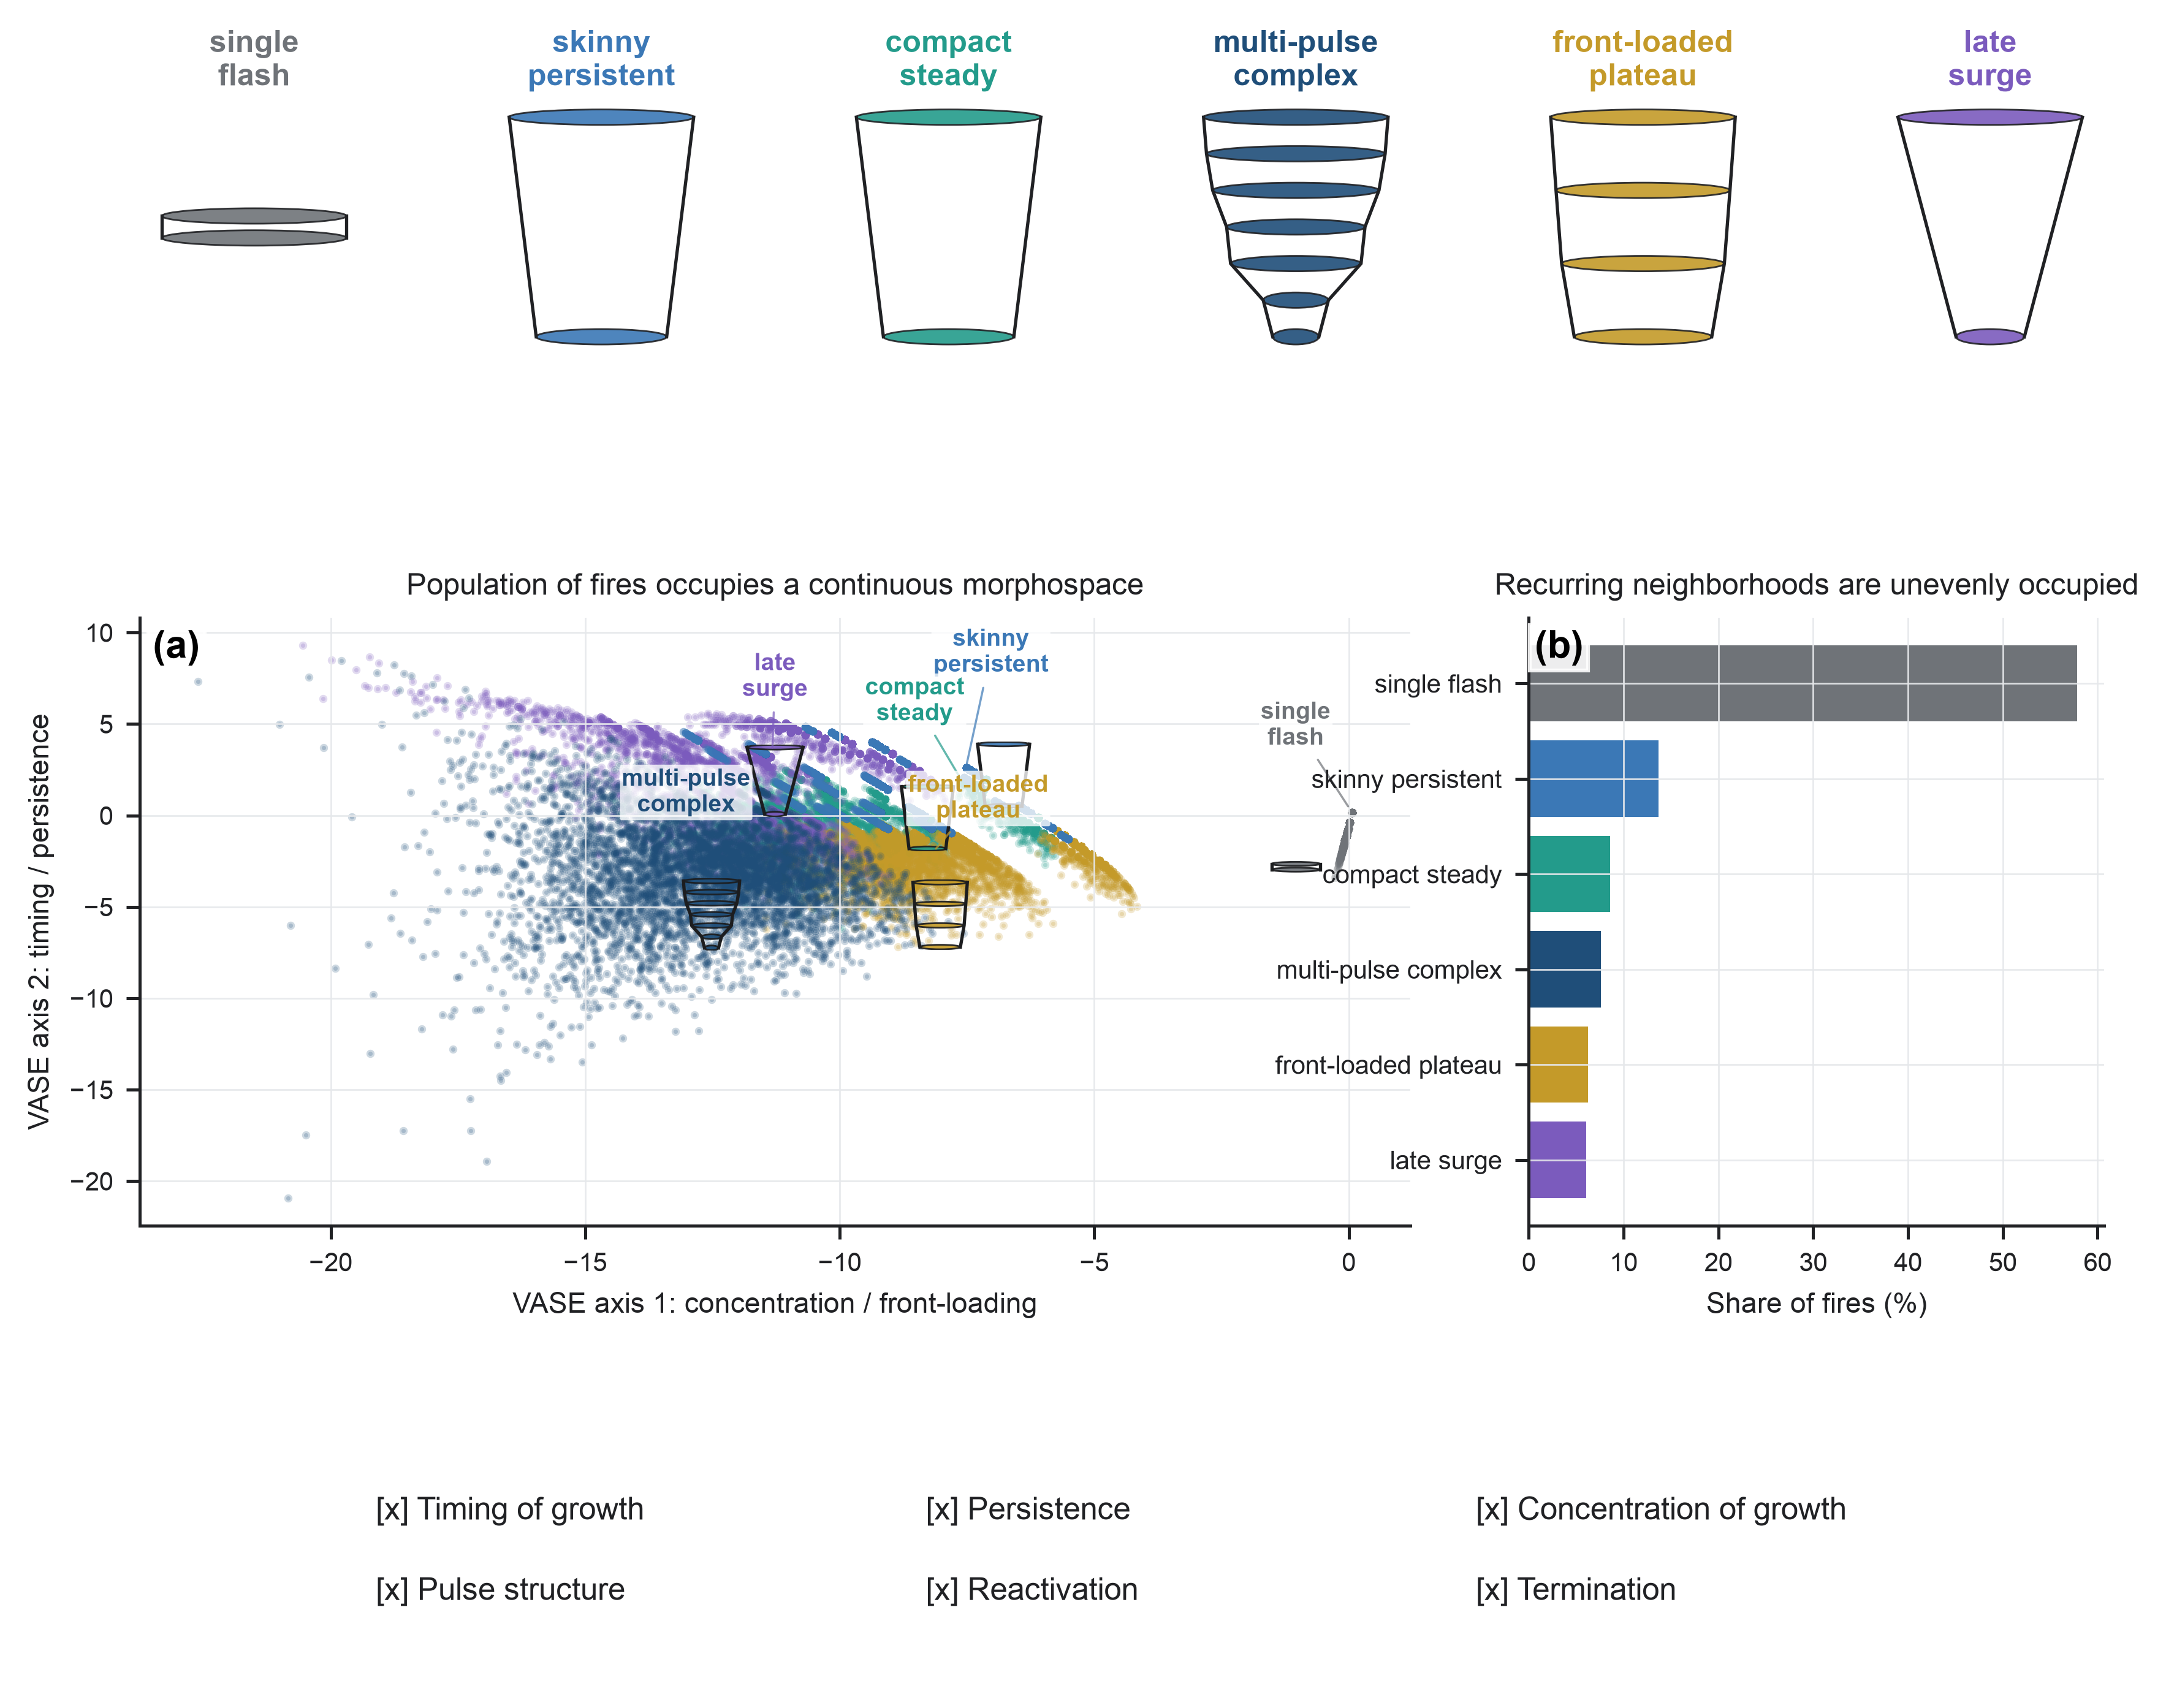 single
flash
skinny
persistent
compact
steady
multi-pulse
complex
front-loaded
plateau
late
surge
Population of fires occupies a continuous morphospace
(a)
VASE axis 2: timing / persistence
10
5
0
−5
−10
−15
−20
late
surge
skinny
persistent
compact
steady
multi-pulse
complex
front-loaded
plateau
single
flash
−20
−15
−10
−5
0
VASE axis 1: concentration / front-loading
Recurring neighborhoods are unevenly occupied
(b)
single flash
skinny persistent
compact steady
multi-pulse complex
front-loaded plateau
late surge
0
10
20
30
40
50
60
Share of fires (%)
[x] Timing of growth
[x] Persistence
[x] Concentration of growth
[x] Pulse structure
[x] Reactivation
[x] Termination